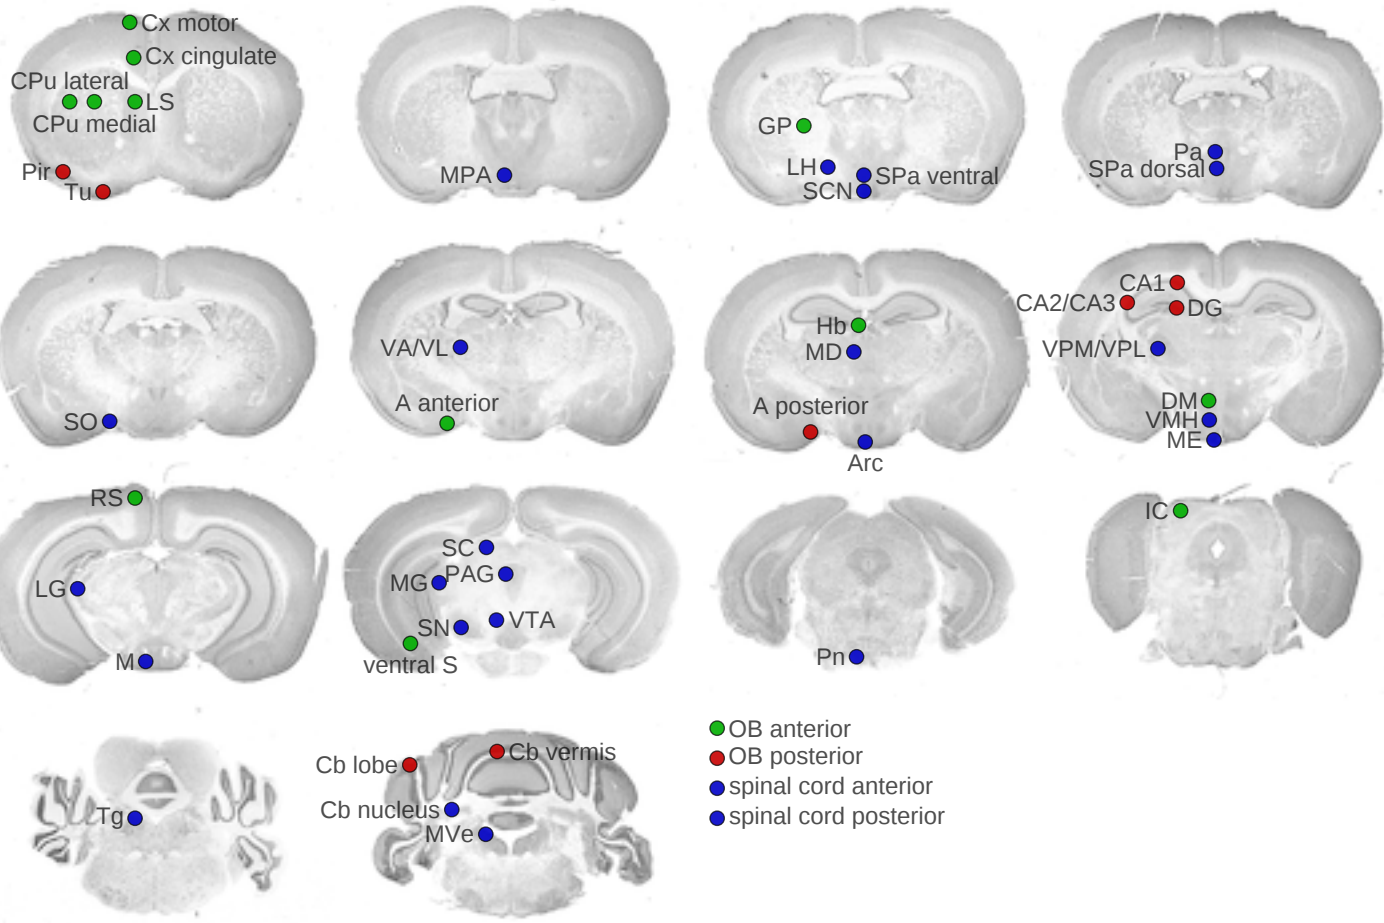 Cx motor
Cx cingulate
CPu lateral
LS
CPu medial
Pir
Tu
MPA
GP
LH
SPa ventral
SCN
Pa
SPa dorsal
SO
VA/VL
A anterior
Hb
MD
A posterior
Arc
CA1
CA2/CA3
DG
VPM/VPL
DM
VMH
ME
RS
LG
M
SC
MG
PAG
SN
VTA
ventral S
Pn
IC
Tg
Cb lobe
Cb vermis
Cb nucleus
MVe
OB anterior
OB posterior
spinal cord anterior
spinal cord posterior